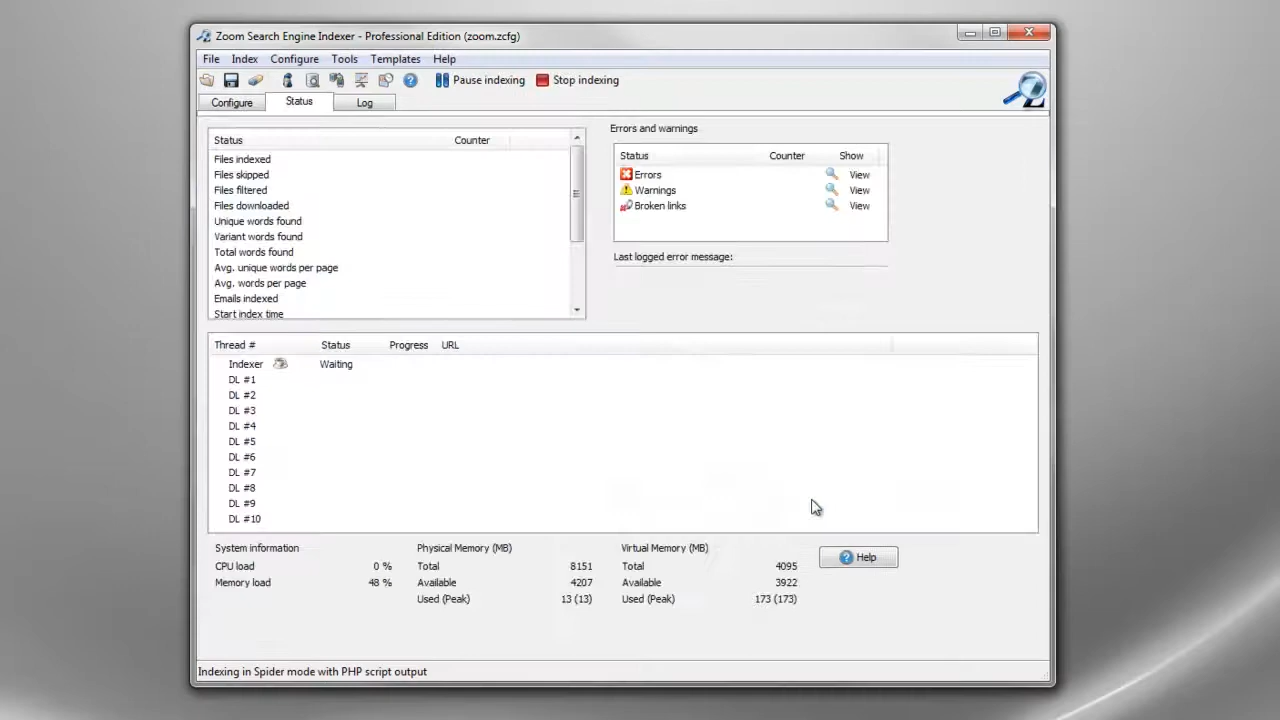 Zoom Search Engine Indexer - Professional Edition (zoom.zcfg)
File Index Configure Tools Templates Help
Pause indexing Stop indexing
Configure Status Log
Status Counter
Files indexed
Files skipped
Files filtered
Files downloaded
Unique words found
Variant words found
Total words found
Avg. unique words per page
Avg. words per page
Emails indexed
Start index time
Errors and warnings
Status Counter Show
Errors View
Warnings View
Broken links View
Last logged error message:
Thread # Status Progress URL
Indexer Waiting
DL #1
DL #2
DL #3
DL #4
DL #5
DL #6
DL #7
DL #8
DL #9
DL #10
System information
CPU load 0 %
Memory load 48 %
Physical Memory (MB)
Total 8151
Available 4207
Used (Peak) 13 (13)
Virtual Memory (MB)
Total 4095
Available 3922
Used (Peak) 173 (173)
Help
Indexing in Spider mode with PHP script output